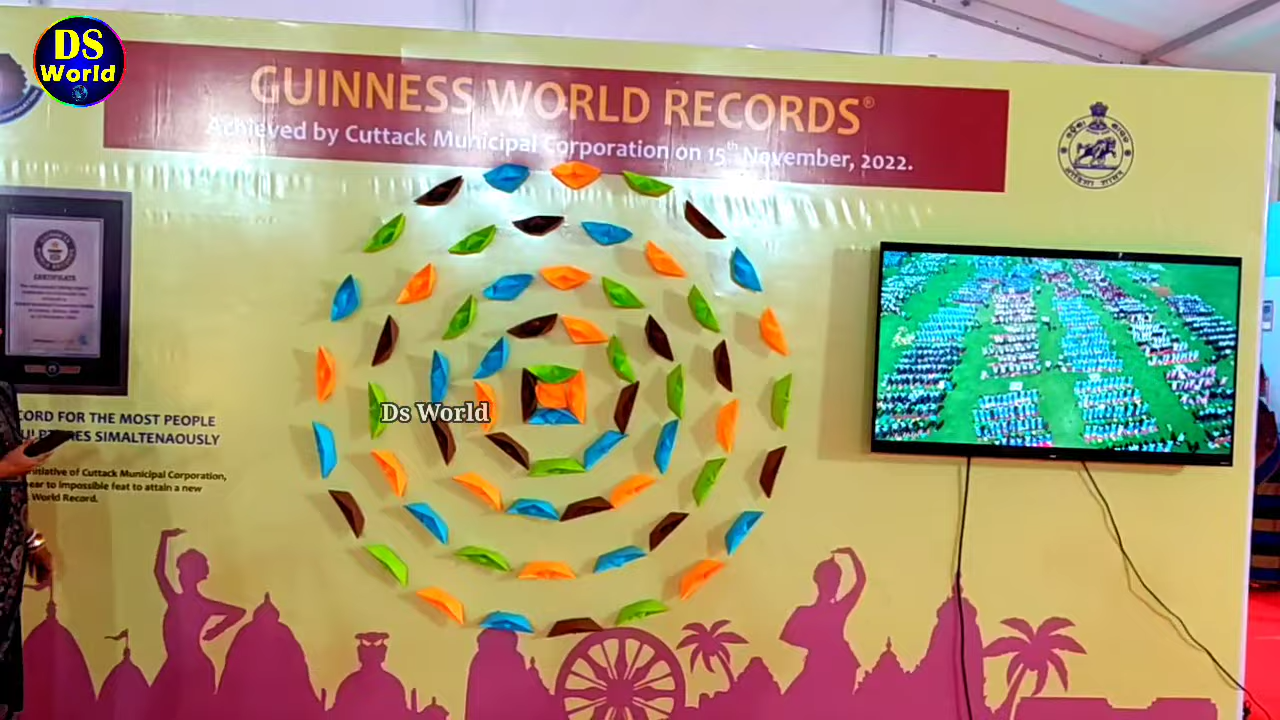 DS
World
GUINNESS WORLD RECORDS®
Achieved by Cuttack Municipal Corporation on 15th November, 2022.
CERTIFICATE
CORD FOR THE MOST PEOPLE
SIMALTENAOUSLY
initiative of Cuttack Municipal Corporation,
ear to impossible feat to attain a new
World Record.
Ds World